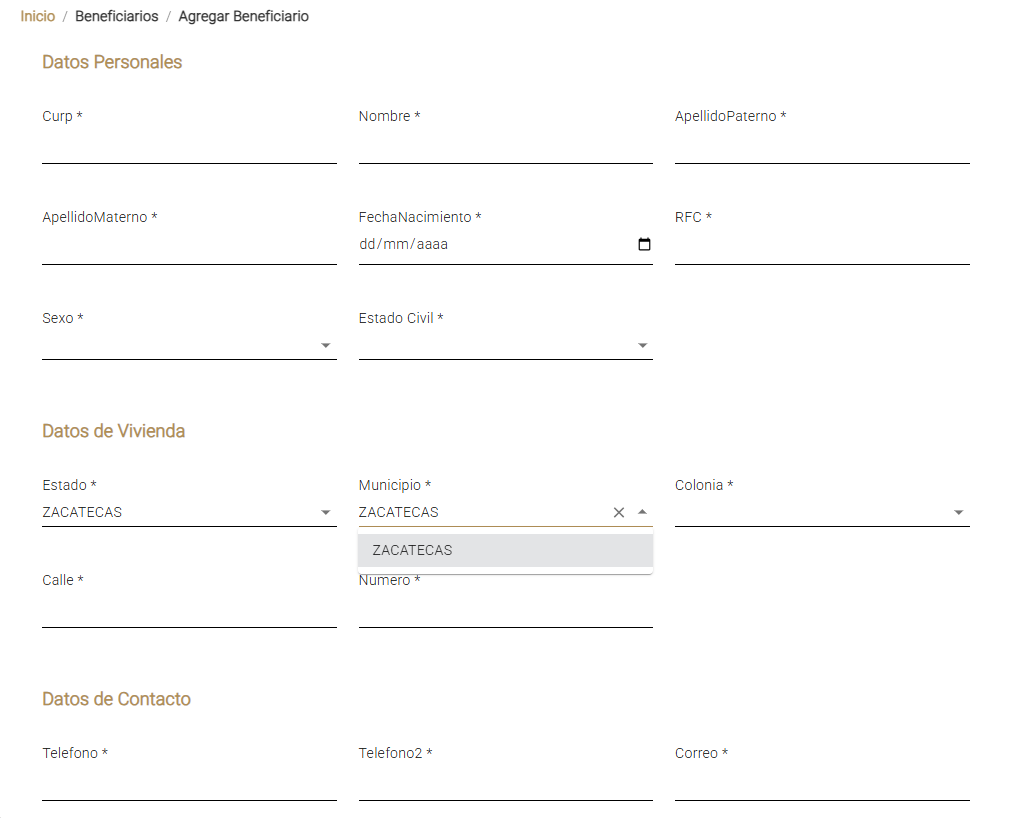 Inicio / Beneficiarios / Agregar Beneficiario
Datos Personales
Curp * Nombre * ApellidoPaterno *
ApellidoMaterno * FechaNacimiento * RFC *
dd/mm/aaaa
Sexo * Estado Civil *
Datos de Vivienda
Estado * Municipio * Colonia *
ZACATECAS ZACATECAS
ZACATECAS
Calle * Numero *
Datos de Contacto
Telefono * Telefono2 * Correo *